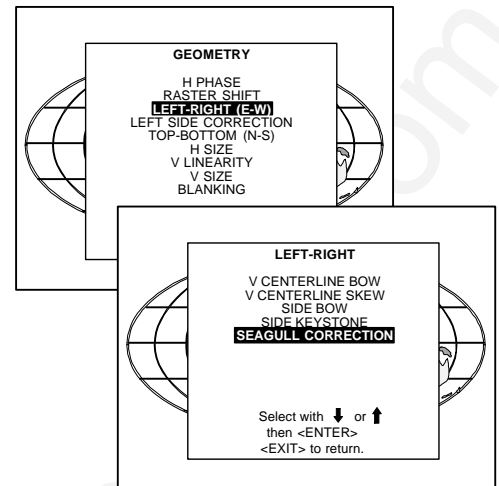 GEOMETRY
H PHASE
RASTER SHIFT
LEFT-RIGHT (E-W)
LEFT SIDE CORRECTION
TOP-BOTTOM (N-S)
H SIZE
V LINEARITY
V SIZE
BLANKING
LEFT-RIGHT
V CENTERLINE BOW
V CENTERLINE SKEW
SIDE BOW
SIDE KEYSTONE
SEAGULL CORRECTION
Select with ⬇ or ⬆
then <ENTER>
<EXIT> to return.